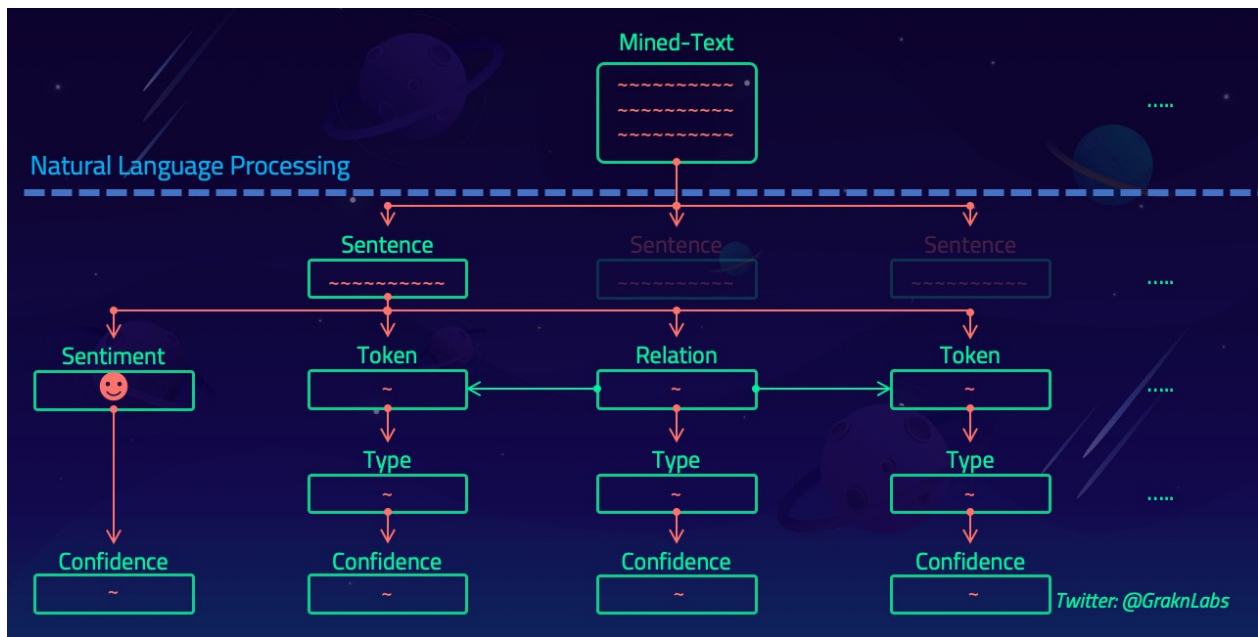 Mined-Text
~~~~~~~~~~
~~~~~~~~~~
~~~~~~~~~~
.....
Natural Language Processing
Sentence Sentence Sentence
~~~~~~~~~~ ~~~~~~~~~~ ~~~~~~~~~~ .....
Sentiment Token Relation Token
~ ~ ~ .....
Type Type Type
~ ~ ~ .....
Confidence Confidence Confidence Confidence
~ ~ ~ ~
Twitter: @GraknLabs